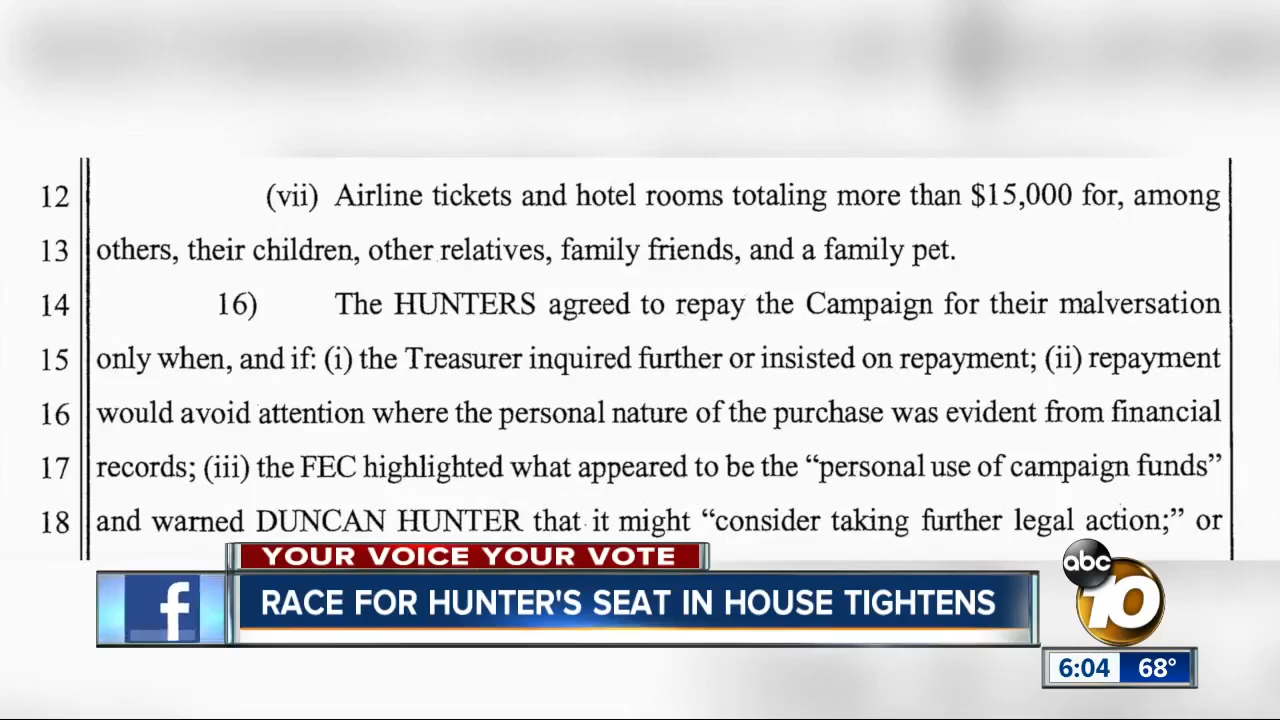 12 (vii) Airline tickets and hotel rooms totaling more than $15,000 for, among
13 others, their children, other relatives, family friends, and a family pet.
14 16) The HUNTERS agreed to repay the Campaign for their malversation
15 only when, and if: (i) the Treasurer inquired further or insisted on repayment; (ii) repayment
16 would avoid attention where the personal nature of the purchase was evident from financial
17 records; (iii) the FEC highlighted what appeared to be the “personal use of campaign funds”
18 and warned DUNCAN HUNTER that it might “consider taking further legal action;” or
YOUR VOICE YOUR VOTE
f RACE FOR HUNTER'S SEAT IN HOUSE TIGHTENS
abc
10
6:04 68°